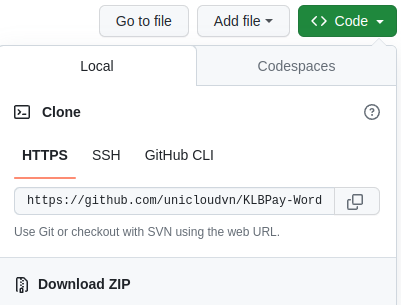 Go to file Add file Code
Local Codespaces
Clone
HTTPS SSH GitHub CLI
https://github.com/unicloudvn/KLBPay-Word
Use Git or checkout with SVN using the web URL.
Download ZIP